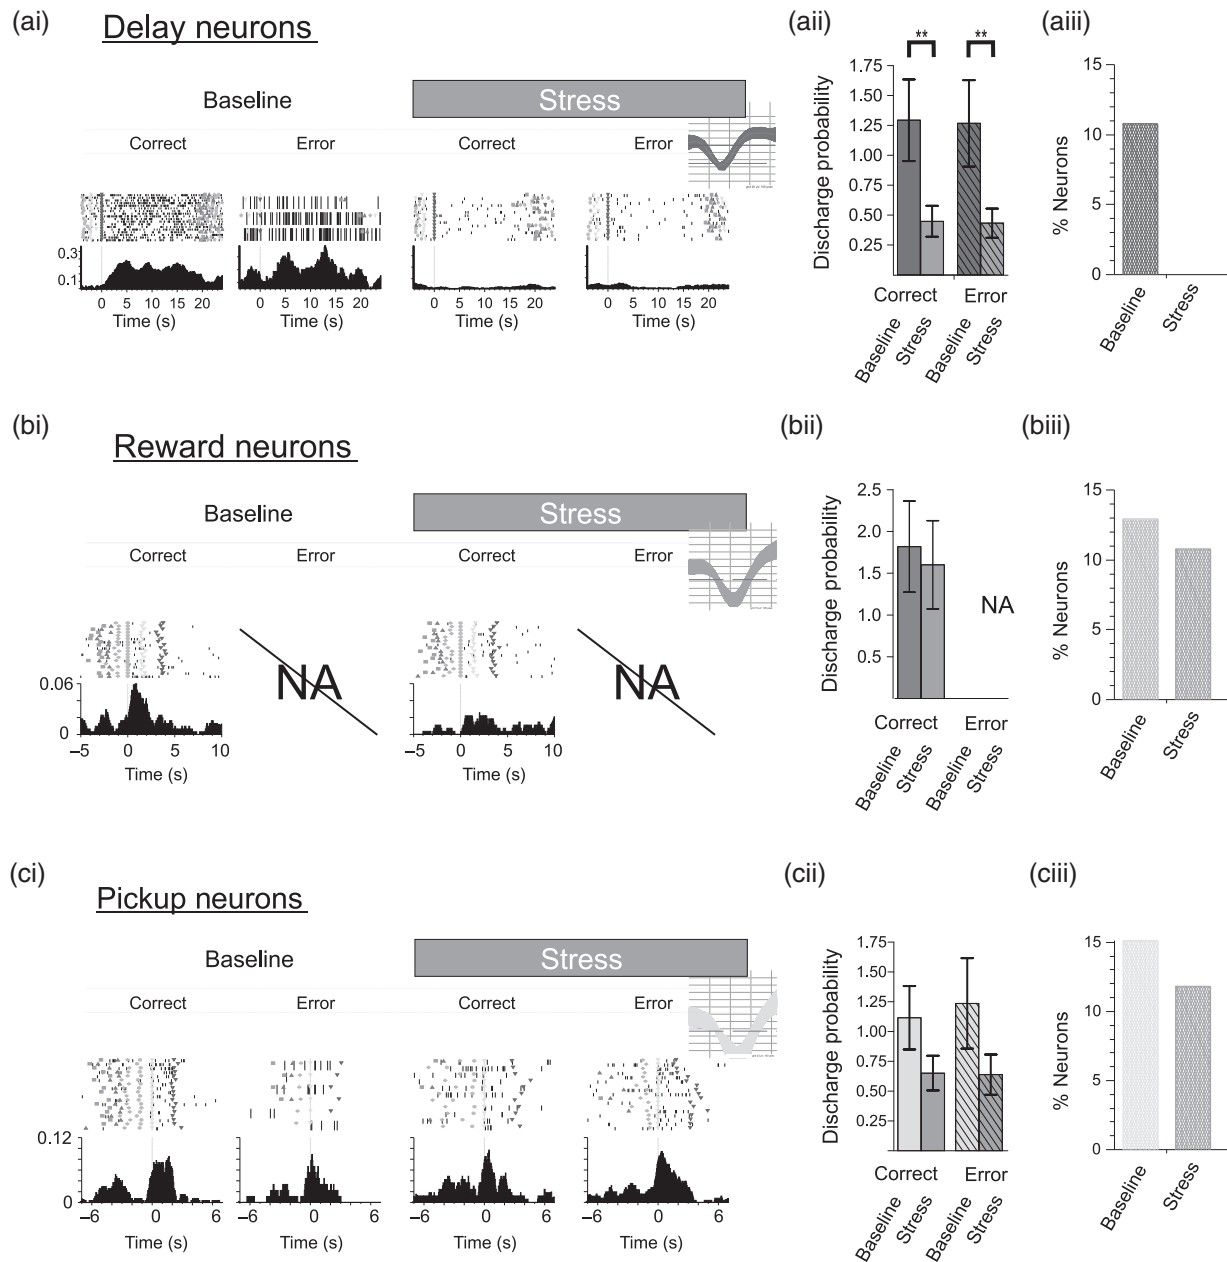 (ai) Delay neurons
Baseline Stress
Correct Error Correct Error
0.3
0.1
0 5 10 15 20 0 5 10 15 20 0 5 10 15 20 0 5 10 15 20
Time (s) Time (s) Time (s) Time (s)
(aii)
** **
Discharge probability
1.75
1.50
1.25
1.00
0.75
0.50
0.25
Correct Error
Baseline Stress Baseline Stress
(aiii)
% Neurons
15
10
5
0
Baseline Stress
(bi) Reward neurons
Baseline Stress
Correct Error Correct Error
NA NA
0.06
0
–5 0 5 10 –5 0 5 10
Time (s) Time (s)
(bii)
Discharge probability
2.5
2.0
1.5
1.0
0.5
NA
Correct Error
Baseline Stress Baseline Stress
(biii)
% Neurons
15
10
5
0
Baseline Stress
(ci) Pickup neurons
Baseline Stress
Correct Error Correct Error
0.12
0
–6 0 6 –6 0 6 –6 0 6 –6 0 6
Time (s) Time (s) Time (s) Time (s)
(cii)
Discharge probability
1.75
1.50
1.25
1.00
0.75
0.50
0.25
Correct Error
Baseline Stress Baseline Stress
(ciii)
% Neurons
15
10
5
0
Baseline Stress